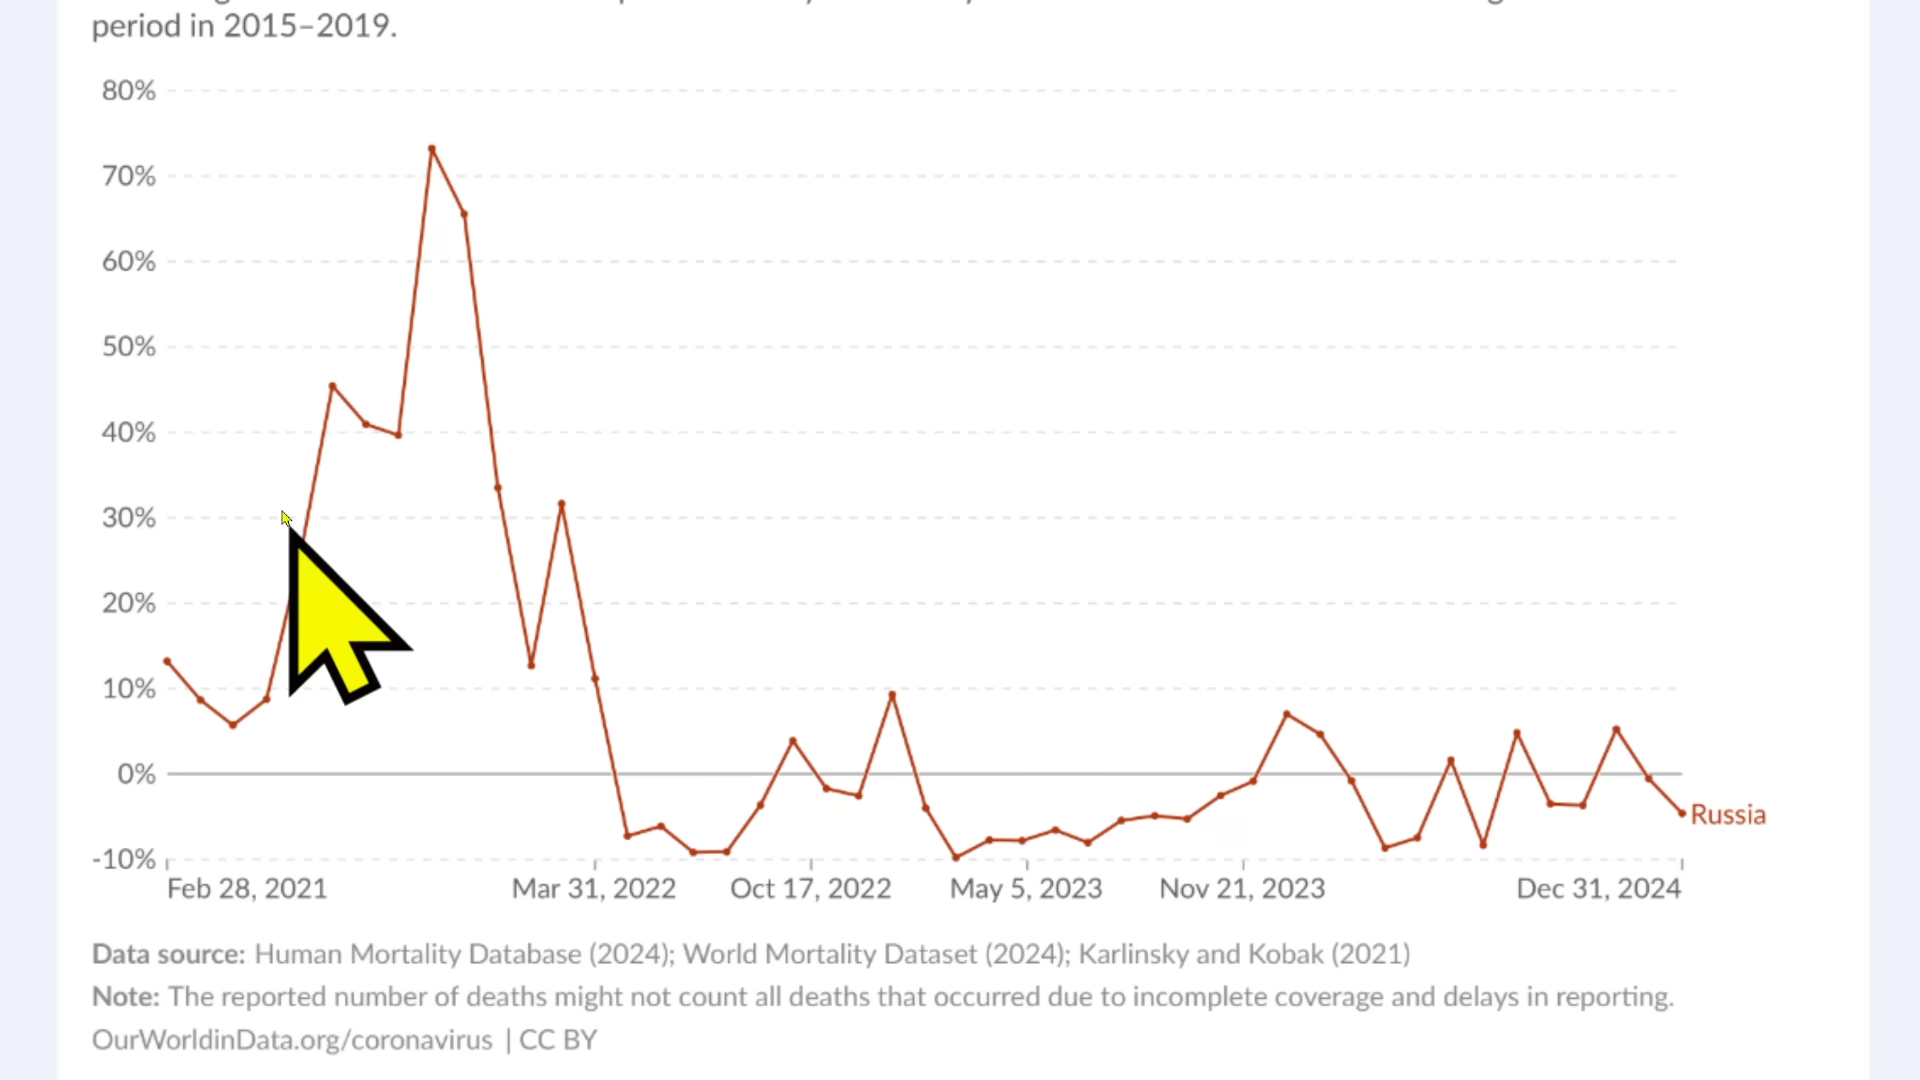 period in 2015–2019.
80%
70%
60%
50%
40%
30%
20%
10%
0%
-10%
Russia
Feb 28, 2021 Mar 31, 2022 Oct 17, 2022 May 5, 2023 Nov 21, 2023 Dec 31, 2024
Data source: Human Mortality Database (2024); World Mortality Dataset (2024); Karlinsky and Kobak (2021)
Note: The reported number of deaths might not count all deaths that occurred due to incomplete coverage and delays in reporting.
OurWorldinData.org/coronavirus | CC BY